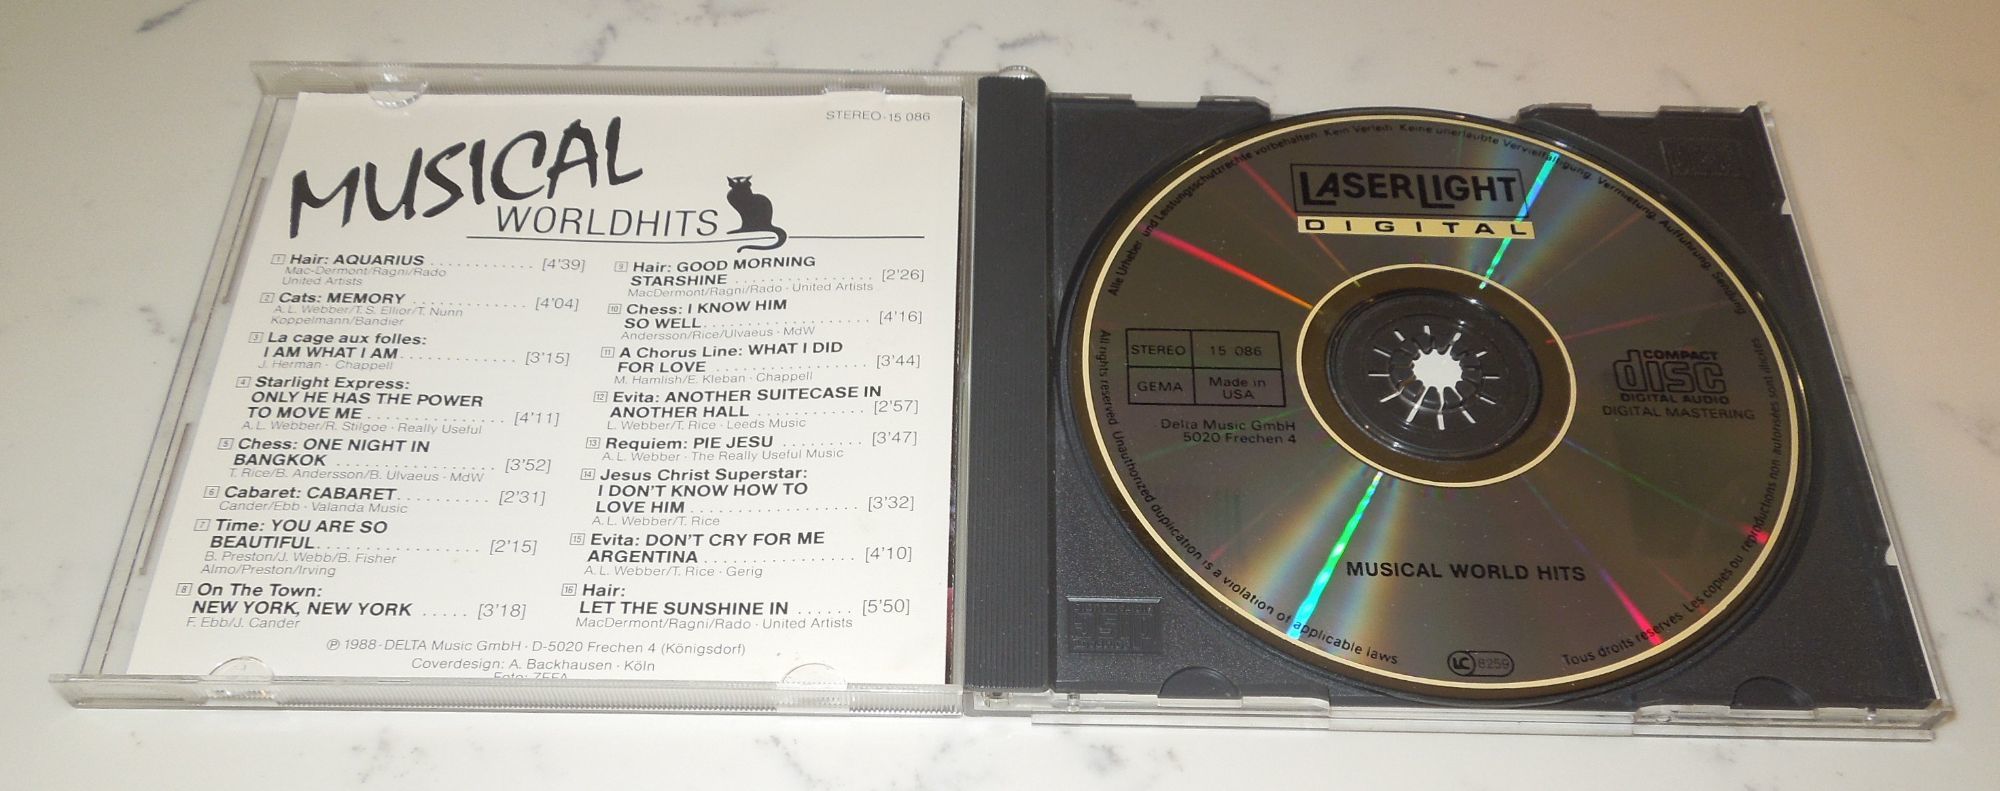 STEREO·15 086
MUSICAL
WORLDHITS
1 Hair: AQUARIUS ............ [4'39]
Mac-Dermont/Ragni/Rado
United Artists
2 Cats: MEMORY ............ [4'04]
A.L. Webber/T.S. Ellior/T. Nunn
Koppelmann/Bandier
3 La cage aux folles:
I AM WHAT I AM............ [3'15]
J. Herman · Chappell
4 Starlight Express:
ONLY HE HAS THE POWER
TO MOVE ME .............. [4'11]
A.L. Webber/R. Stilgoe · Really Useful
5 Chess: ONE NIGHT IN
BANGKOK ................ [3'52]
T. Rice/B. Andersson/B. Ulvaeus · MdW
6 Cabaret: CABARET.......... [2'31]
Cander/Ebb · Valanda Music
7 Time: YOU ARE SO
BEAUTIFUL................ [2'15]
B. Preston/J. Webb/B. Fisher
Almo/Preston/Irving
8 On The Town:
NEW YORK, NEW YORK ..... [3'18]
F. Ebb/J. Cander
9 Hair: GOOD MORNING
STARSHINE .............. [2'26]
MacDermont/Ragni/Rado · United Artists
10 Chess: I KNOW HIM
SO WELL................. [4'16]
Andersson/Rice/Ulvaeus · MdW
11 A Chorus Line: WHAT I DID
FOR LOVE ................ [3'44]
M. Hamlish/E. Kleban · Chappell
12 Evita: ANOTHER SUITECASE IN
ANOTHER HALL ........... [2'57]
L. Webber/T. Rice · Leeds Music
13 Requiem: PIE JESU ........ [3'47]
A.L. Webber · The Really Useful Music
14 Jesus Christ Superstar:
I DON'T KNOW HOW TO
LOVE HIM ................. [3'32]
A.L. Webber/T. Rice
15 Evita: DON'T CRY FOR ME
ARGENTINA ............... [4'10]
A.L. Webber/T. Rice · Gerig
16 Hair:
LET THE SUNSHINE IN ...... [5'50]
MacDermont/Ragni/Rado · United Artists
℗ 1988 · DELTA Music GmbH · D-5020 Frechen 4 (Königsdorf)
Coverdesign: A. Backhausen · Köln
Foto: ZEFA
Alle Urheber- und Leistungsschutzrechte vorbehalten. Kein Verleih. Keine unerlaubte Vervielfältigung, Vermietung, Aufführung, Sendung
LASERLIGHT
DIGITAL
STEREO 15 086
GEMA Made in USA
Delta Music GmbH
5020 Frechen 4
COMPACT
disc
DIGITAL AUDIO
DIGITAL MASTERING
MUSICAL WORLD HITS
All rights reserved. Unauthorized duplication is a violation of applicable laws
LC 8259
Tous droits reservés. Les copies ou reproductions non autorisées sont illicites